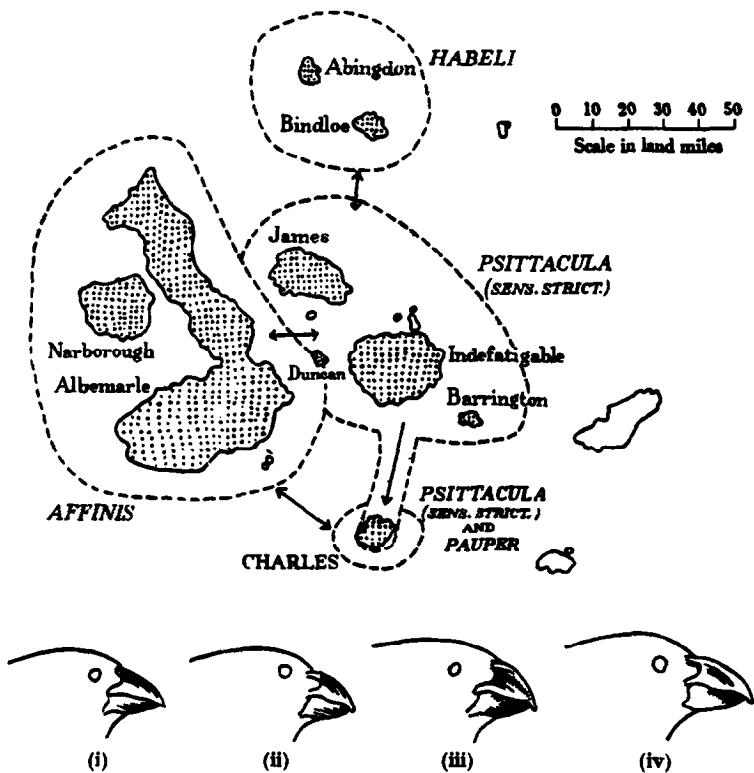 HABELI
Abingdon
Bindloe
0 10 20 30 40 50
Scale in land miles
James
PSITTACULA
(SENS. STRICT.)
Narborough
Albemarle
Duncan
Indefatigable
Barrington
AFFINIS
PSITTACULA
(SENS. STRICT.)
AND
PAUPER
CHARLES
(i) (ii) (iii) (iv)